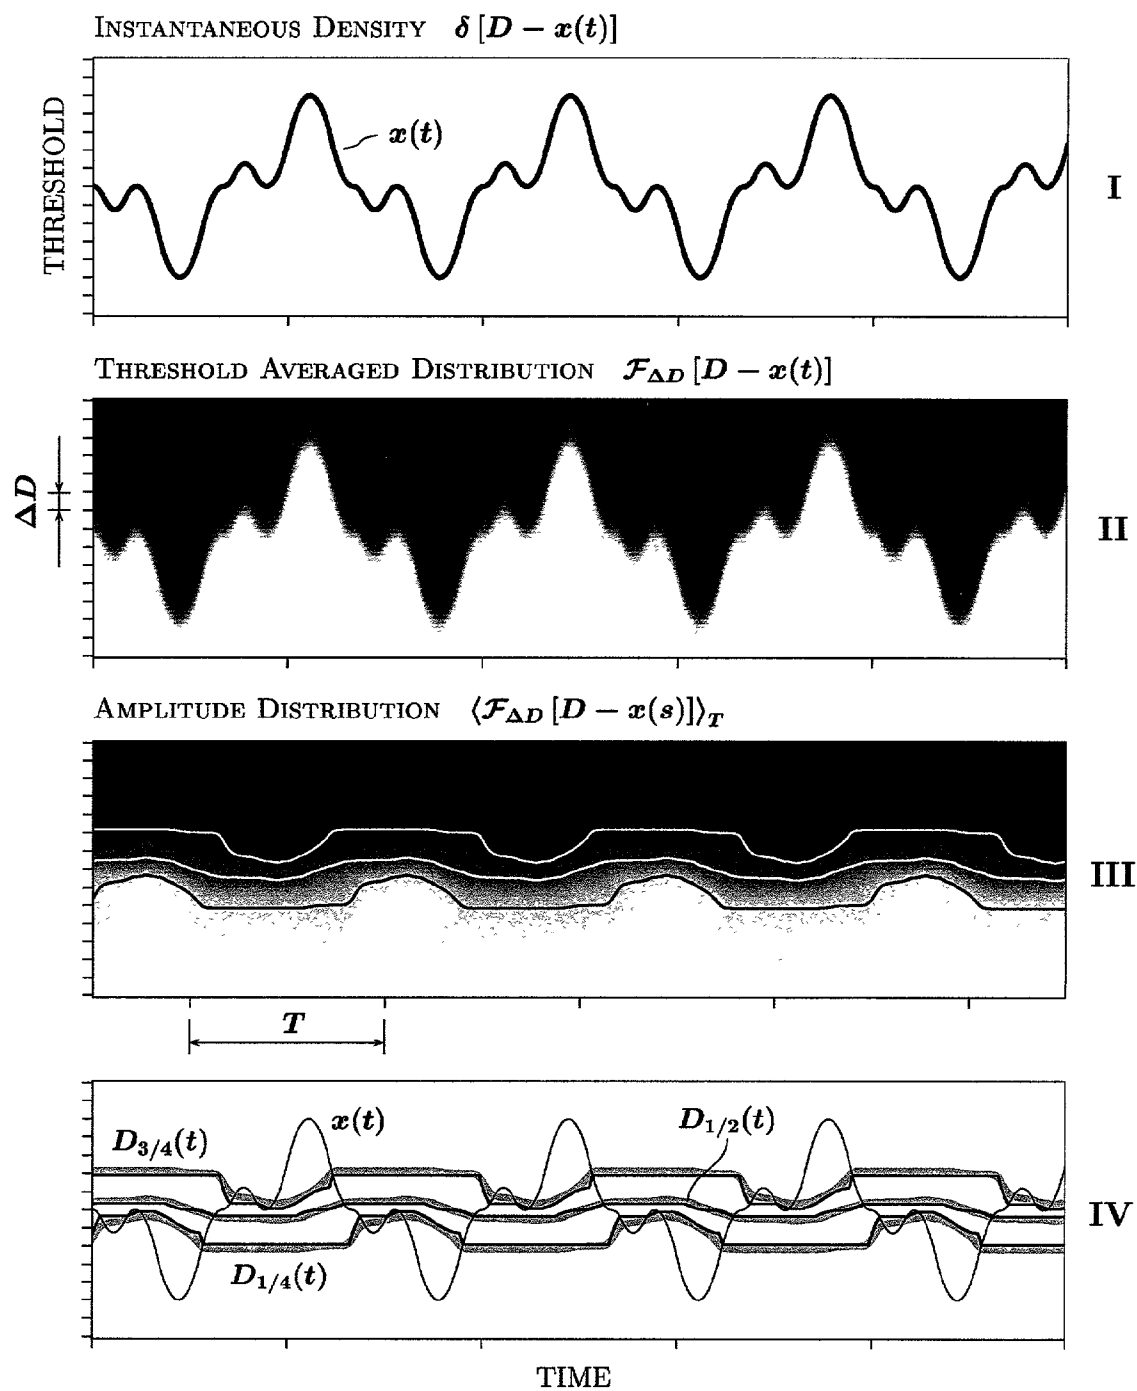 INSTANTANEOUS DENSITY δ [D − x(t)]
THRESHOLD
x(t)
I
THRESHOLD AVERAGED DISTRIBUTION 𝓕ΔD [D − x(t)]
ΔD
II
AMPLITUDE DISTRIBUTION ⟨𝓕ΔD [D − x(s)]⟩T
III
T
D3/4(t)
x(t)
D1/2(t)
IV
D1/4(t)
TIME